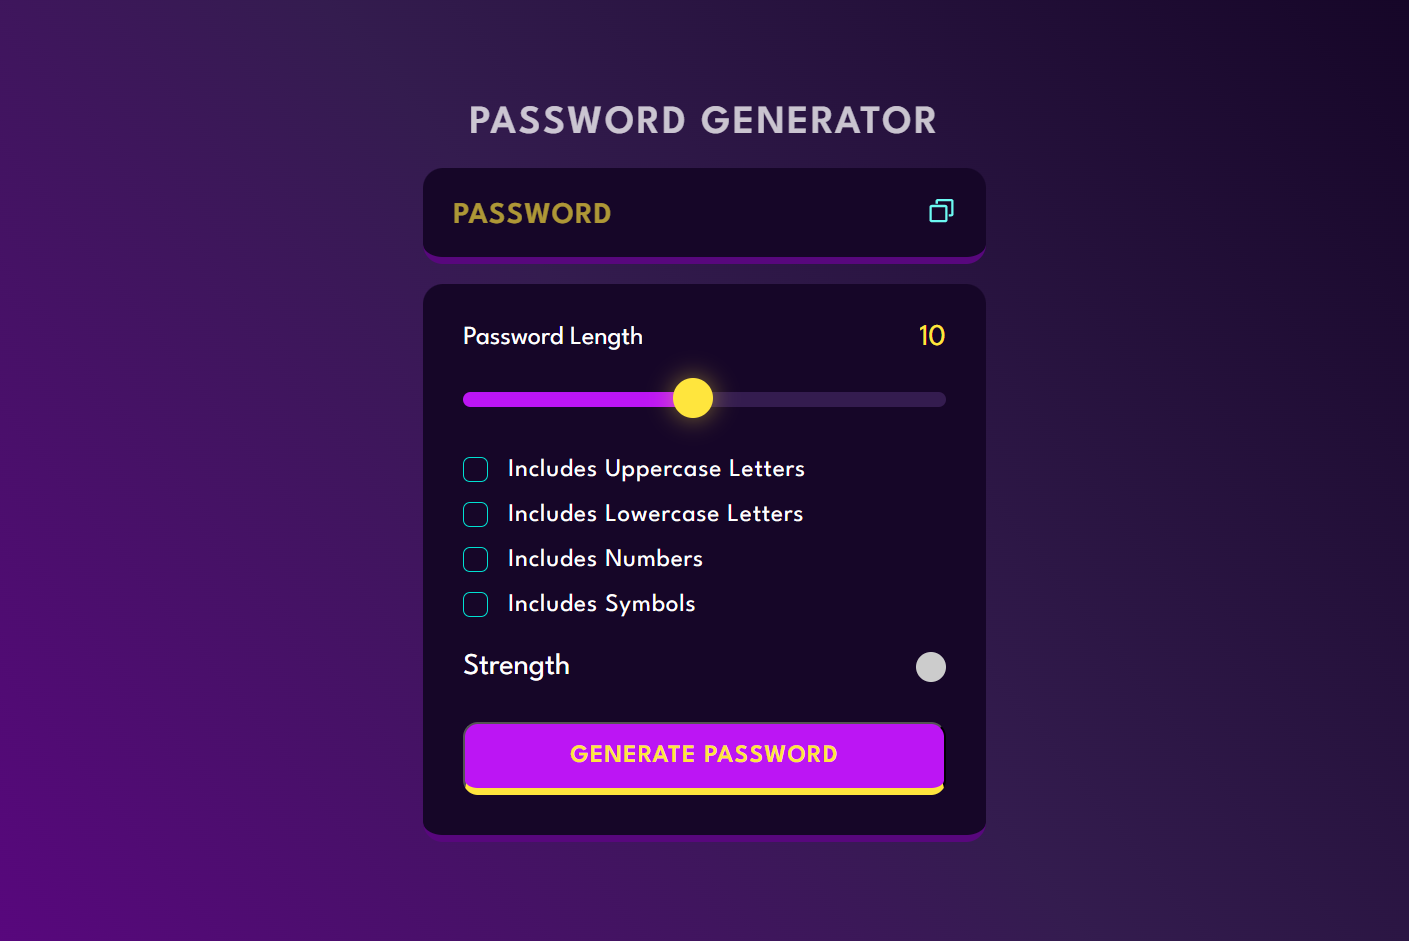 PASSWORD GENERATOR
PASSWORD
Password Length 10
Includes Uppercase Letters
Includes Lowercase Letters
Includes Numbers
Includes Symbols
Strength
GENERATE PASSWORD